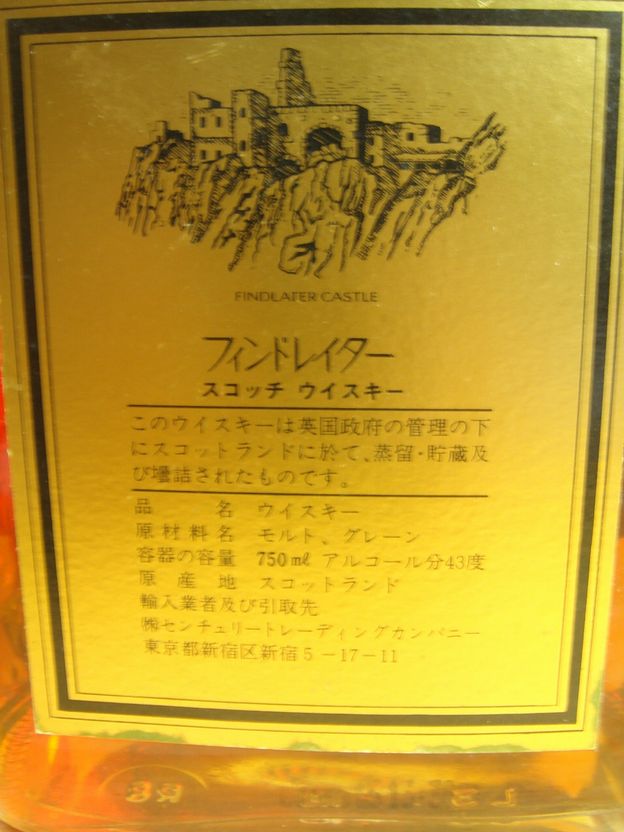 FINDLATER CASTLE
フィンドレイター
スコッチ ウイスキー
このウイスキーは英国政府の管理の下
にスコットランドに於て、蒸留・貯蔵及
び壜詰されたものです。
品名 ウイスキー
原材料名 モルト、グレーン
容器の容量 750ml アルコール分43度
原産地 スコットランド
輸入業者及び引取先
㈱センチュリートレーディングカンパニー
東京都新宿区新宿5-17-11